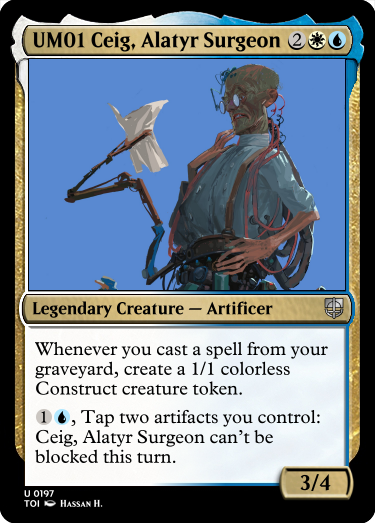 UM01 Ceig, Alatyr Surgeon 2
Legendary Creature — Artificer
Whenever you cast a spell from your
graveyard, create a 1/1 colorless
Construct creature token.
1, Tap two artifacts you control:
Ceig, Alatyr Surgeon can't be
blocked this turn.
3/4
U 0197
TOI Hassan H.